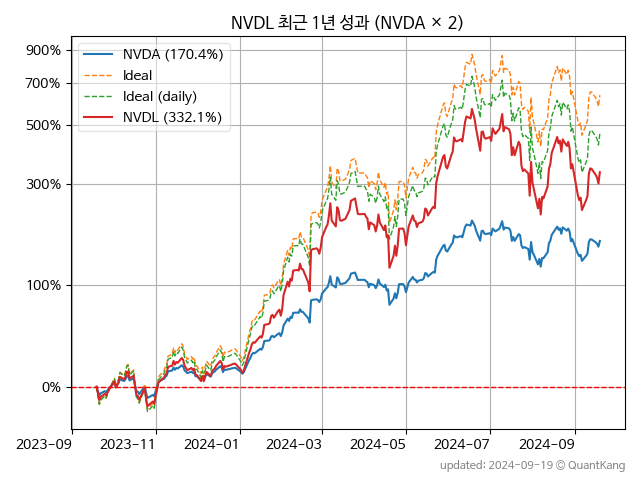 NVDL 최근 1년 성과 (NVDA × 2)
900%
700%
500%
300%
100%
0%
NVDA (170.4%)
Ideal
Ideal (daily)
NVDL (332.1%)
2023-09
2023-11
2024-01
2024-03
2024-05
2024-07
2024-09
updated: 2024-09-19 © QuantKang